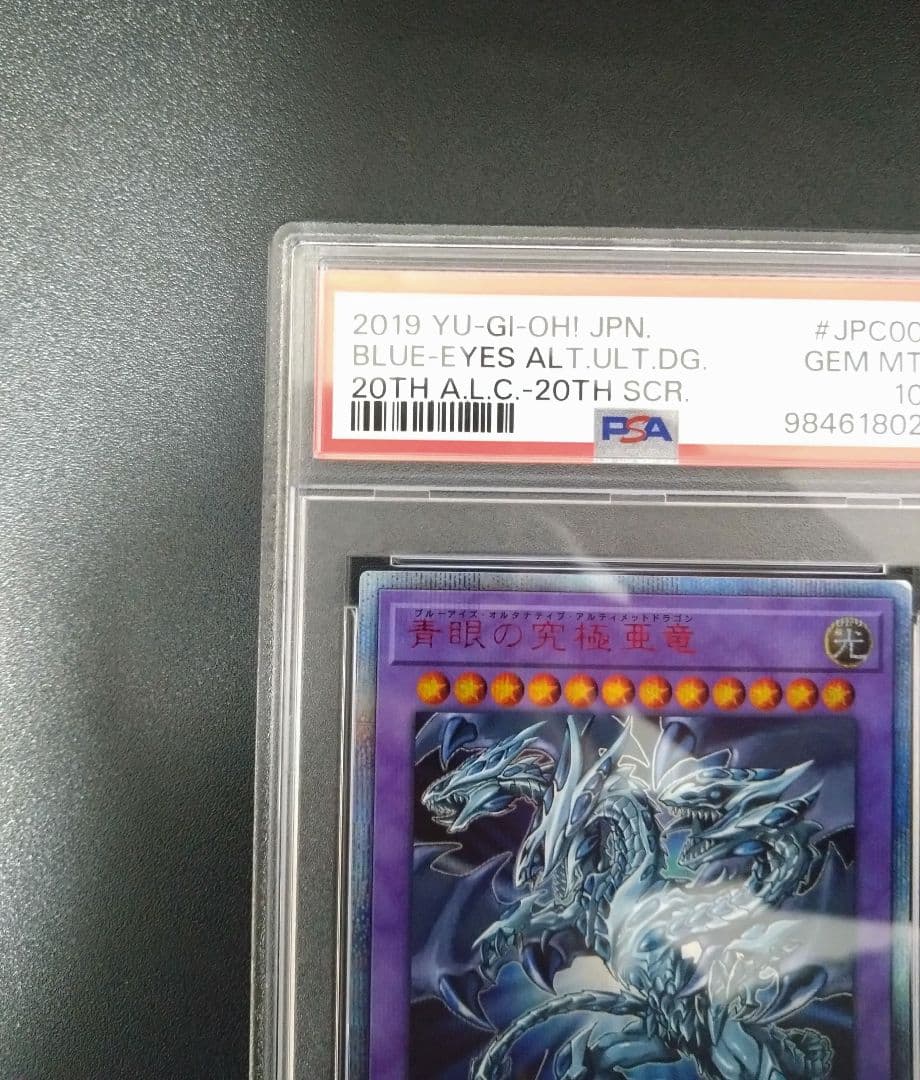 2019 YU-GI-OH! JPN. #JPC00
BLUE-EYES ALT.ULT.DG. GEM MT
20TH A.L.C.-20TH SCR. 10
PSA 98461802
ブルーアイズ・オルタナティブ・アルティメットドラゴン
青眼の究極亜竜
光